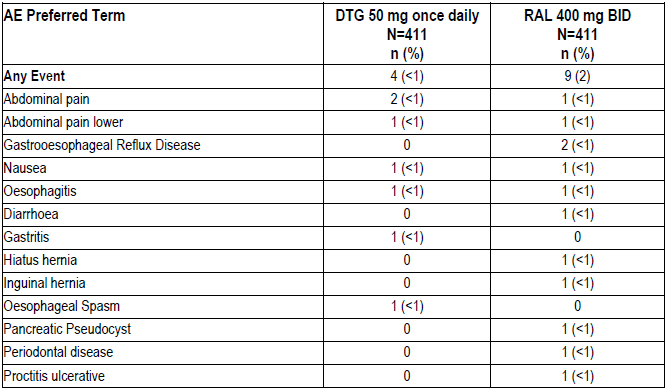 AE Preferred Term DTG 50 mg once daily RAL 400 mg BID
N=411 N=411
n (%) n (%)
Any Event 4 (<1) 9 (2)
Abdominal pain 2 (<1) 1 (<1)
Abdominal pain lower 1 (<1) 1 (<1)
Gastrooesophageal Reflux Disease 0 2 (<1)
Nausea 1 (<1) 1 (<1)
Oesophagitis 1 (<1) 1 (<1)
Diarrhoea 0 1 (<1)
Gastritis 1 (<1) 0
Hiatus hernia 0 1 (<1)
Inguinal hernia 0 1 (<1)
Oesophageal Spasm 1 (<1) 0
Pancreatic Pseudocyst 0 1 (<1)
Periodontal disease 0 1 (<1)
Proctitis ulcerative 0 1 (<1)